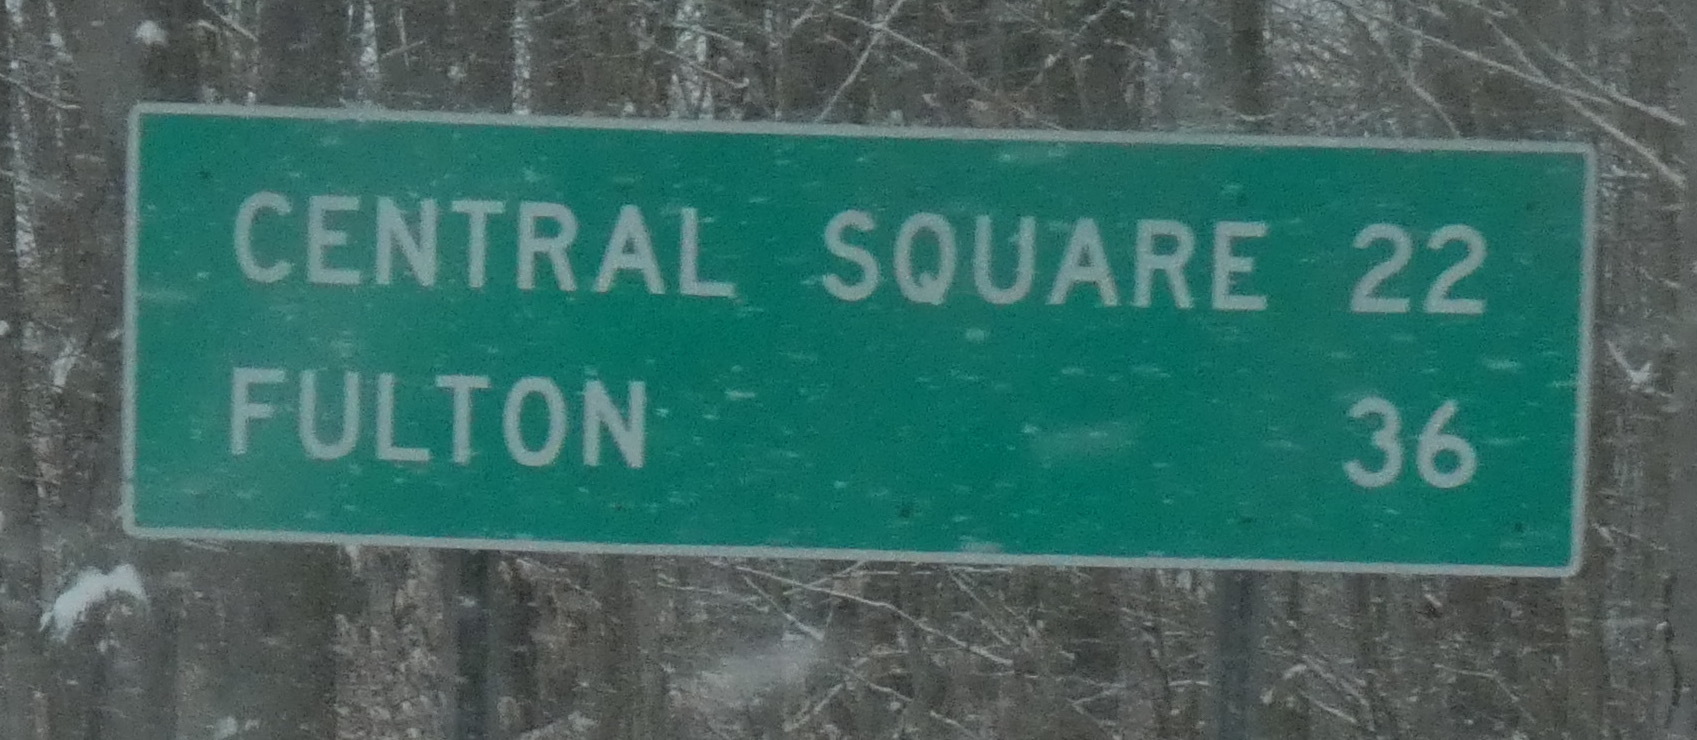 CENTRAL SQUARE 22
FULTON 36